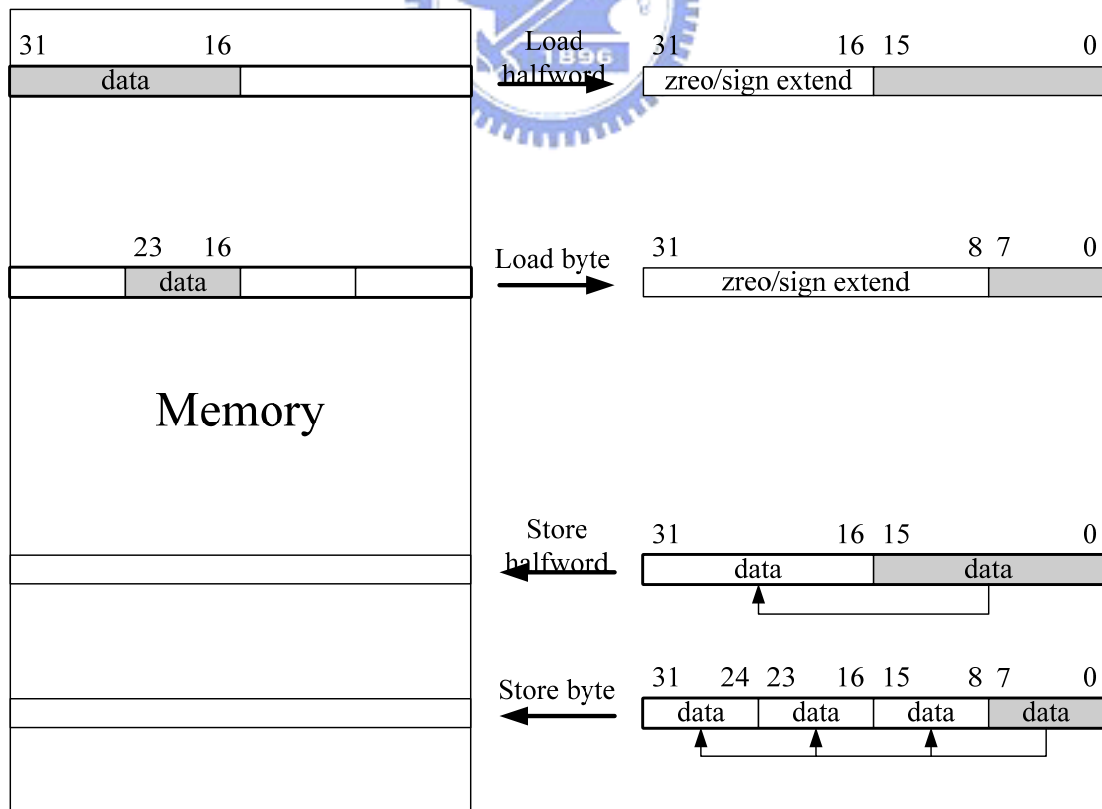 31 16 Load 31 16 15 0
1896
data halfword zreo/sign extend
23 16 Load byte 31 8 7 0
data zreo/sign extend
Memory
Store 31 16 15 0
halfword data data
Store byte 31 24 23 16 15 8 7 0
data data data data